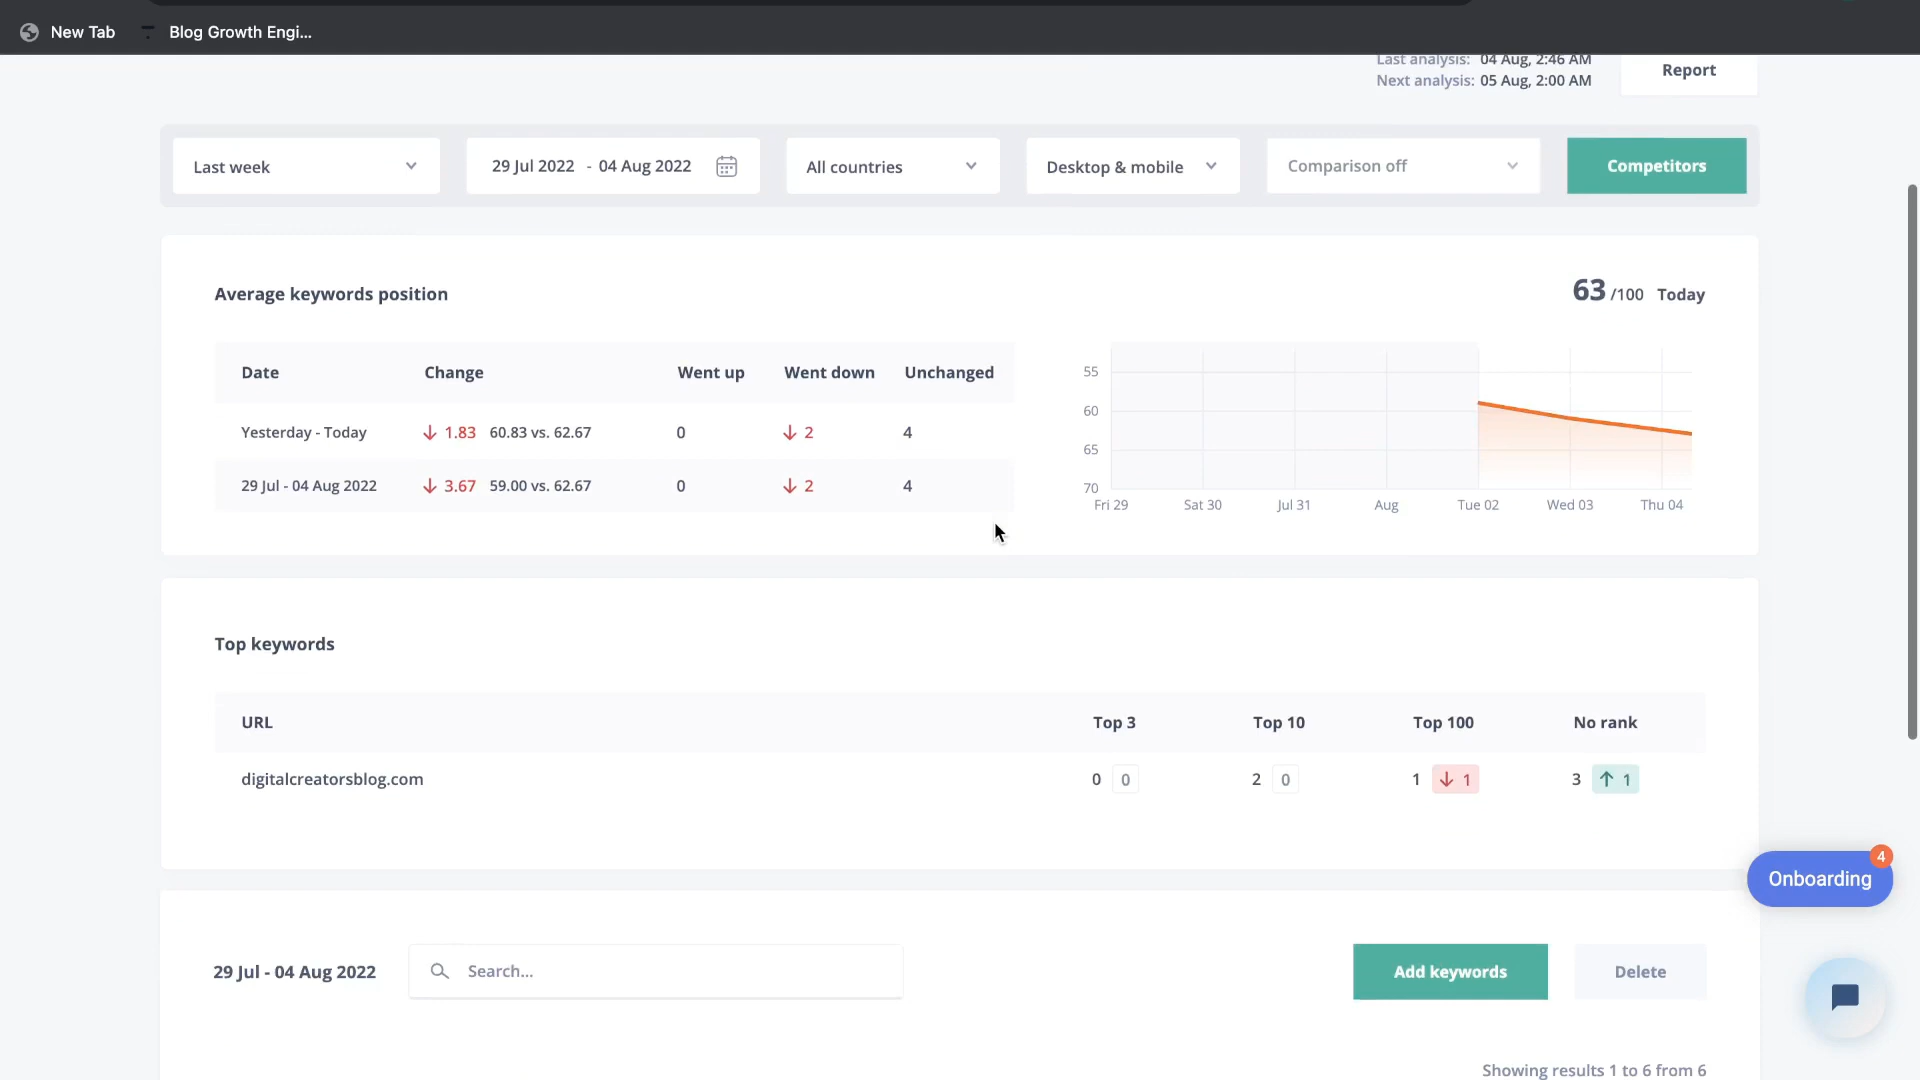 New Tab
Blog Growth Engi...
Last analysis: 04 Aug, 2:46 AM
Next analysis: 05 Aug, 2:00 AM
Report
Last week
29 Jul 2022 - 04 Aug 2022
All countries
Desktop & mobile
Comparison off
Competitors
Average keywords position
63 /100 Today
Date Change Went up Went down Unchanged
Yesterday - Today ↓ 1.83 60.83 vs. 62.67 0 ↓ 2 4
29 Jul - 04 Aug 2022 ↓ 3.67 59.00 vs. 62.67 0 ↓ 2 4
55
60
65
70
Fri 29 Sat 30 Jul 31 Aug Tue 02 Wed 03 Thu 04
Top keywords
URL Top 3 Top 10 Top 100 No rank
digitalcreatorsblog.com 0 0 2 0 1 ↓ 1 3 ↑ 1
4
Onboarding
29 Jul - 04 Aug 2022
Search...
Add keywords
Delete
Showing results 1 to 6 from 6